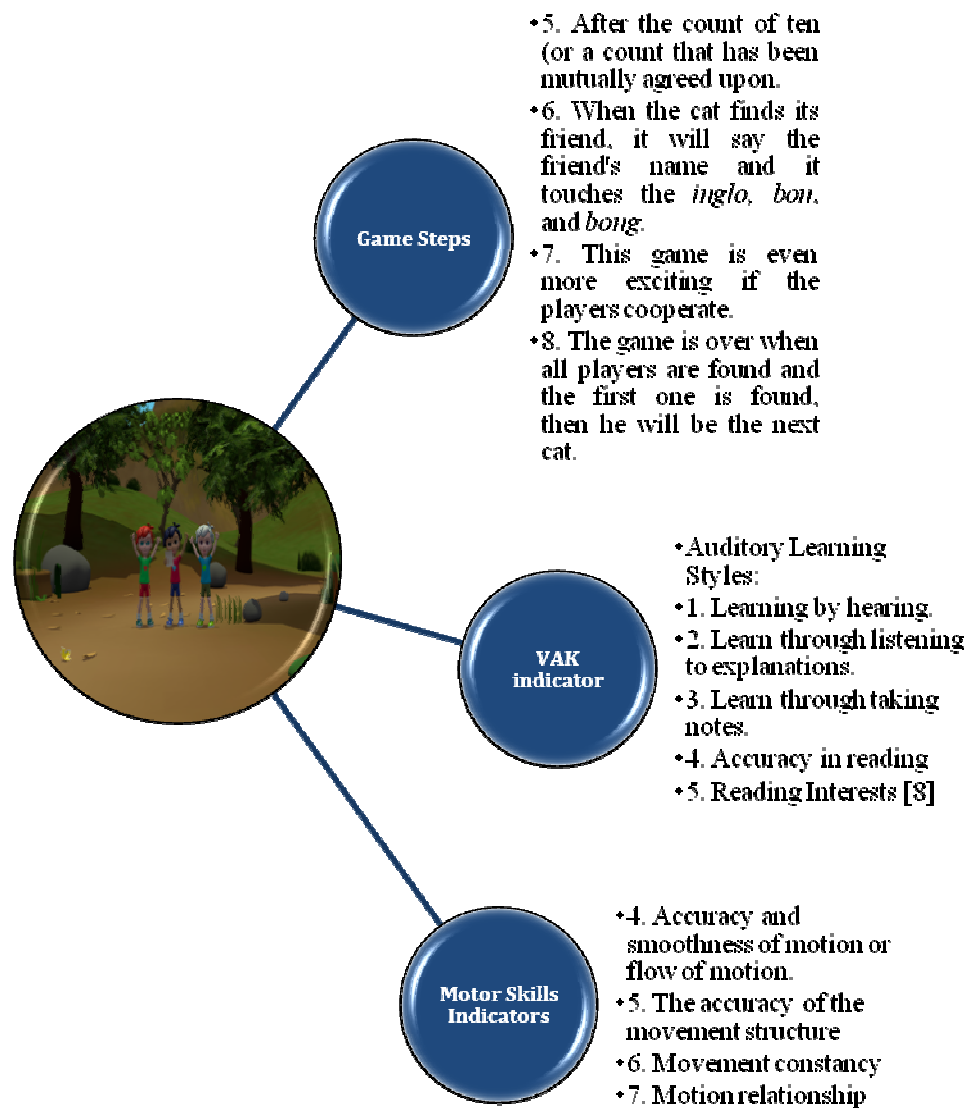 •5. After the count of ten
(or a count that has been
mutually agreed upon.
•6. When the cat finds its
friend, it will say the
friend's name and it
touches the inglo, bon,
and bong.
•7. This game is even
more exciting if the
players cooperate.
•8. The game is over when
all players are found and
the first one is found,
then he will be the next
cat.
Game Steps
•Auditory Learning
Styles:
•1. Learning by hearing.
•2. Learn through listening
to explanations.
•3. Learn through taking
notes.
•4. Accuracy in reading
•5. Reading Interests [8]
VAK
indicator
•4. Accuracy and
smoothness of motion or
flow of motion.
•5. The accuracy of the
movement structure
•6. Movement constancy
•7. Motion relationship
Motor Skills
Indicators